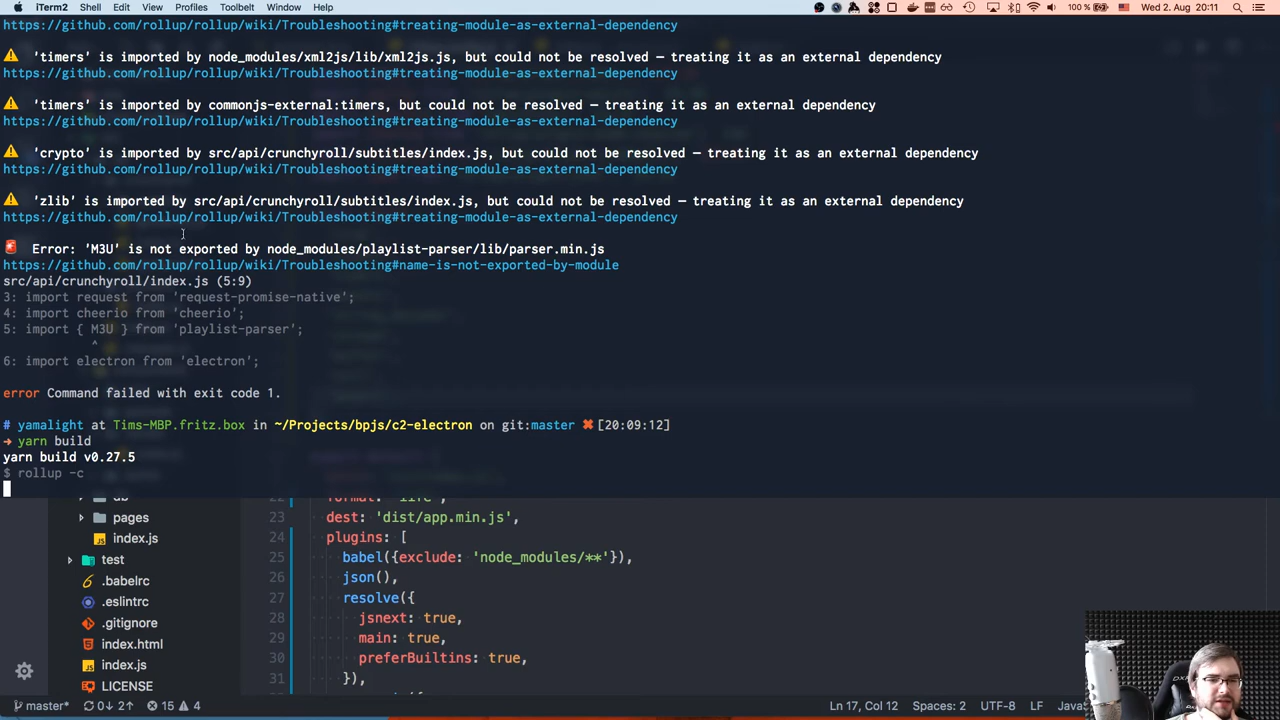 iTerm2 Shell Edit View Profiles Toolbelt Window Help 100 % Wed 2. Aug 20:11
https://github.com/rollup/rollup/wiki/Troubleshooting#treating-module-as-external-dependency
'timers' is imported by node_modules/xml2js/lib/xml2js.js, but could not be resolved – treating it as an external dependency
https://github.com/rollup/rollup/wiki/Troubleshooting#treating-module-as-external-dependency
'timers' is imported by commonjs-external:timers, but could not be resolved – treating it as an external dependency
https://github.com/rollup/rollup/wiki/Troubleshooting#treating-module-as-external-dependency
'crypto' is imported by src/api/crunchyroll/subtitles/index.js, but could not be resolved – treating it as an external dependency
https://github.com/rollup/rollup/wiki/Troubleshooting#treating-module-as-external-dependency
'zlib' is imported by src/api/crunchyroll/subtitles/index.js, but could not be resolved – treating it as an external dependency
https://github.com/rollup/rollup/wiki/Troubleshooting#treating-module-as-external-dependency
Error: 'M3U' is not exported by node_modules/playlist-parser/lib/parser.min.js
https://github.com/rollup/rollup/wiki/Troubleshooting#name-is-not-exported-by-module
src/api/crunchyroll/index.js (5:9)
3: import request from 'request-promise-native';
4: import cheerio from 'cheerio';
5: import { M3U } from 'playlist-parser';
^
6: import electron from 'electron';
error Command failed with exit code 1.
# yamalight at Tims-MBP.fritz.box in ~/Projects/bpjs/c2-electron on git:master ✖ [20:09:12]
➜ yarn build
yarn build v0.27.5
$ rollup -c
db
pages
index.js
test
.babelrc
.eslintrc
.gitignore
index.html
index.js
LICENSE
22 format: 'iife',
23 dest: 'dist/app.min.js',
24 plugins: [
25 babel({exclude: 'node_modules/**'}),
26 json(),
27 resolve({
28 jsnext: true,
29 main: true,
30 preferBuiltins: true,
31 }),
master* 0↓ 2↑ 15 4 Ln 17, Col 12 Spaces: 2 UTF-8 LF